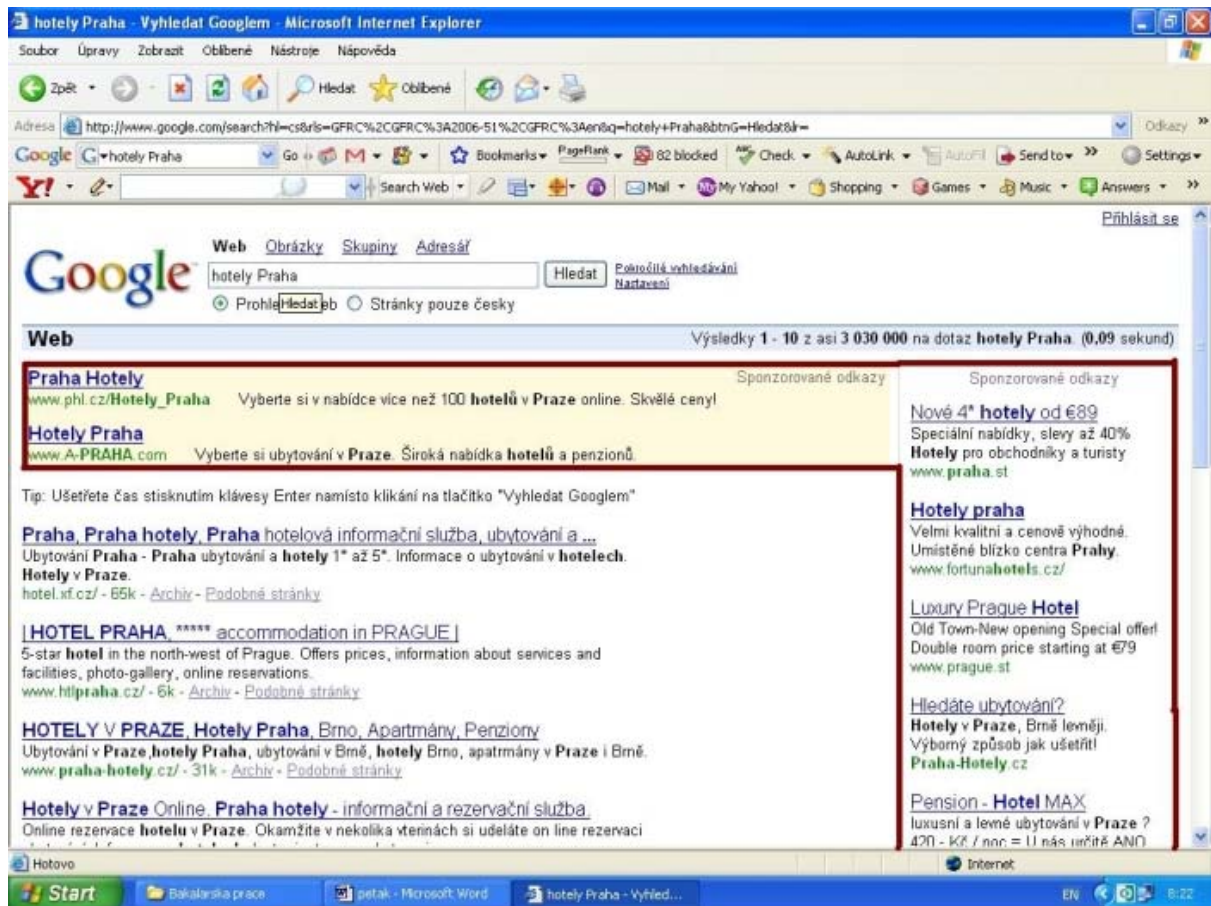 hotely Praha - Vyhledat Googlem - Microsoft Internet Explorer
Soubor Úpravy Zobrazit Oblíbené Nástroje Nápověda
Zpět Hledat Oblíbené
Adresa http://www.google.com/search?hl=cs&rls=GFRC%2CGFRC%3A2006-51%2CGFRC%3Aen&q=hotely+Praha&btnG=Hledat&lr= Odkazy »
Google hotely Praha Go Bookmarks PageRank 82 blocked Check AutoLink AutoFill Send to » Settings
Y! Search Web Mail My Yahoo! Shopping Games Music Answers »
Přihlásit se
Web Obrázky Skupiny Adresář
Google hotely Praha Hledat Pokročilé vyhledávání
Nastavení
Prohle Hledat eb Stránky pouze česky
Web Výsledky 1 - 10 z asi 3 030 000 na dotaz hotely Praha. (0,09 sekund)
Praha Hotely Sponzorované odkazy
www.phl.cz/Hotely_Praha Vyberte si v nabídce více než 100 hotelů v Praze online. Skvělé ceny!
Hotely Praha
www.A-PRAHA.com Vyberte si ubytování v Praze. Široká nabídka hotelů a penzionů.
Tip: Ušetřete čas stisknutím klávesy Enter namísto klikání na tlačítko "Vyhledat Googlem"
Praha, Praha hotely, Praha hotelová informační služba, ubytování a ...
Ubytování Praha - Praha ubytování a hotely 1* až 5*. Informace o ubytování v hotelech.
Hotely v Praze.
hotel.xf.cz/ - 65k - Archiv - Podobné stránky
| HOTEL PRAHA, ***** accommodation in PRAGUE |
5-star hotel in the north-west of Prague. Offers prices, information about services and
facilities, photo-gallery, online reservations.
www.htlpraha.cz/ - 6k - Archiv - Podobné stránky
HOTELY V PRAZE, Hotely Praha, Brno, Apartmány, Penziony
Ubytování v Praze,hotely Praha, ubytování v Brně, hotely Brno, apatrmány v Praze i Brně.
www.praha-hotely.cz/ - 31k - Archiv - Podobné stránky
Hotely v Praze Online. Praha hotely - informační a rezervační služba.
Online rezervace hotelu v Praze. Okamžite v nekolika vterinách si udeláte on line rezervaci
Sponzorované odkazy
Nové 4* hotely od €89
Speciální nabídky, slevy až 40%
Hotely pro obchodníky a turisty
www.praha.st
Hotely praha
Velmi kvalitní a cenově výhodné.
Umístěné blízko centra Prahy.
www.fortunahotels.cz/
Luxury Prague Hotel
Old Town-New opening Special offer!
Double room price starting at €79
www.prague.st
Hledáte ubytování?
Hotely v Praze, Brně levněji.
Výborný způsob jak ušetřit!
Praha-Hotely.cz
Pension - Hotel MAX
luxusní a levné ubytování v Praze ?
420 - Kč / noc = U nás určitě ANO
Hotovo Internet
Start Bakalarska prace petak - Microsoft Word hotely Praha - Vyhled... EN 8:22